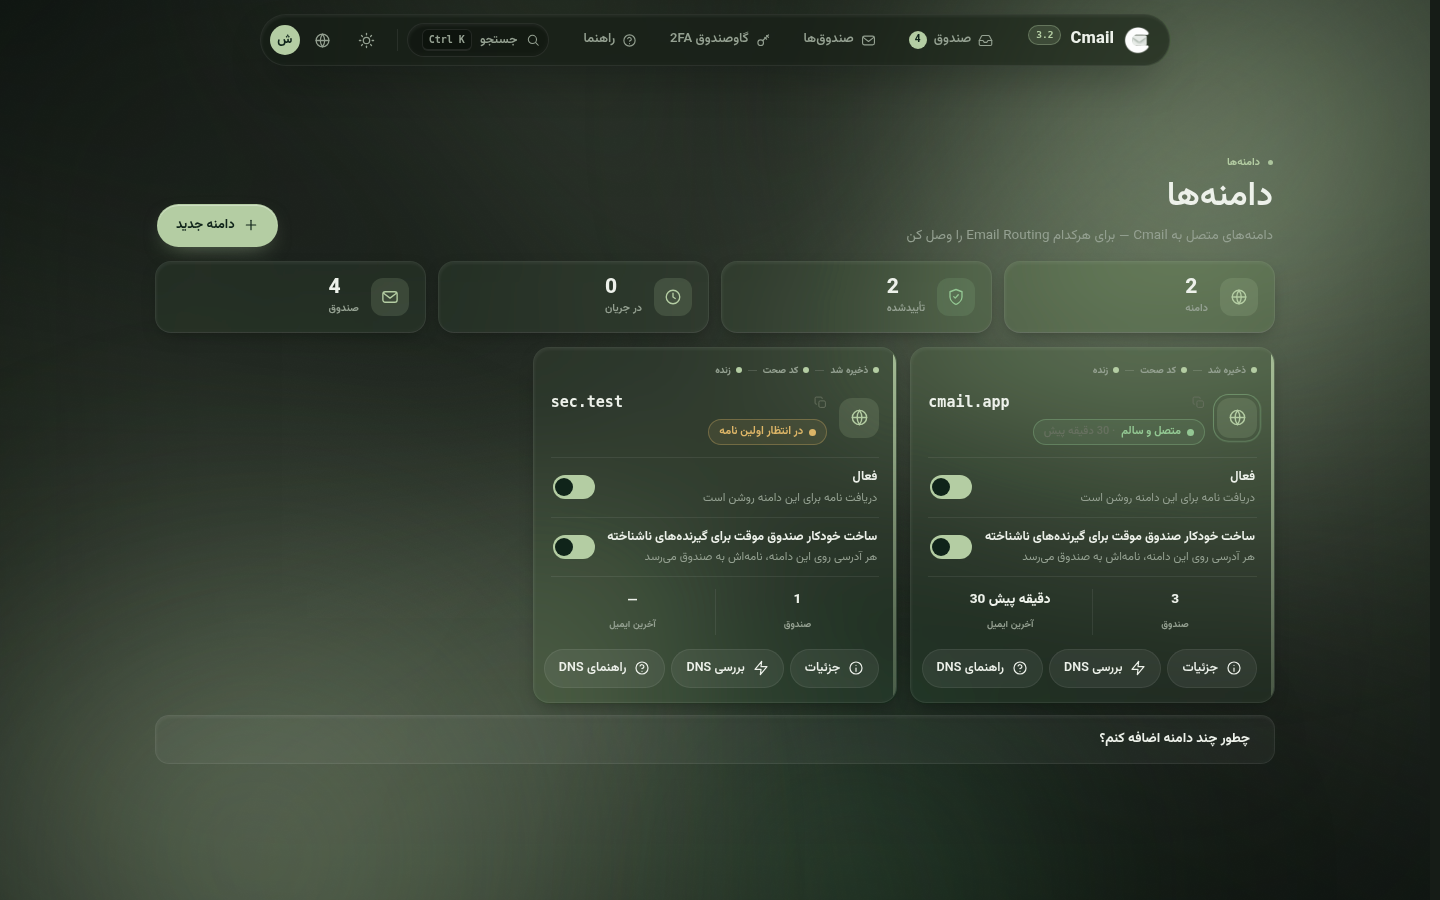 Cmail 3.2
صندوق 4
صندوق‌ها
گاوصندوق 2FA
راهنما
جستجو Ctrl K
ش
دامنه‌ها
دامنه‌ها
دامنه‌های متصل به Cmail — برای هرکدام Email Routing را وصل کن
دامنه جدید
2
دامنه
2
تأییدشده
0
در جریان
4
صندوق
ذخیره شد — کد صحت — زنده
cmail.app
متصل و سالم · 30 دقیقه پیش
فعال
دریافت نامه برای این دامنه روشن است
ساخت خودکار صندوق موقت برای گیرنده‌های ناشناخته
هر آدرسی روی این دامنه، نامه‌اش به صندوق می‌رسد
3
صندوق
30 دقیقه پیش
آخرین ایمیل
جزئیات
بررسی DNS
راهنمای DNS
ذخیره شد — کد صحت — زنده
sec.test
در انتظار اولین نامه
فعال
دریافت نامه برای این دامنه روشن است
ساخت خودکار صندوق موقت برای گیرنده‌های ناشناخته
هر آدرسی روی این دامنه، نامه‌اش به صندوق می‌رسد
1
صندوق
—
آخرین ایمیل
جزئیات
بررسی DNS
راهنمای DNS
چطور چند دامنه اضافه کنم؟